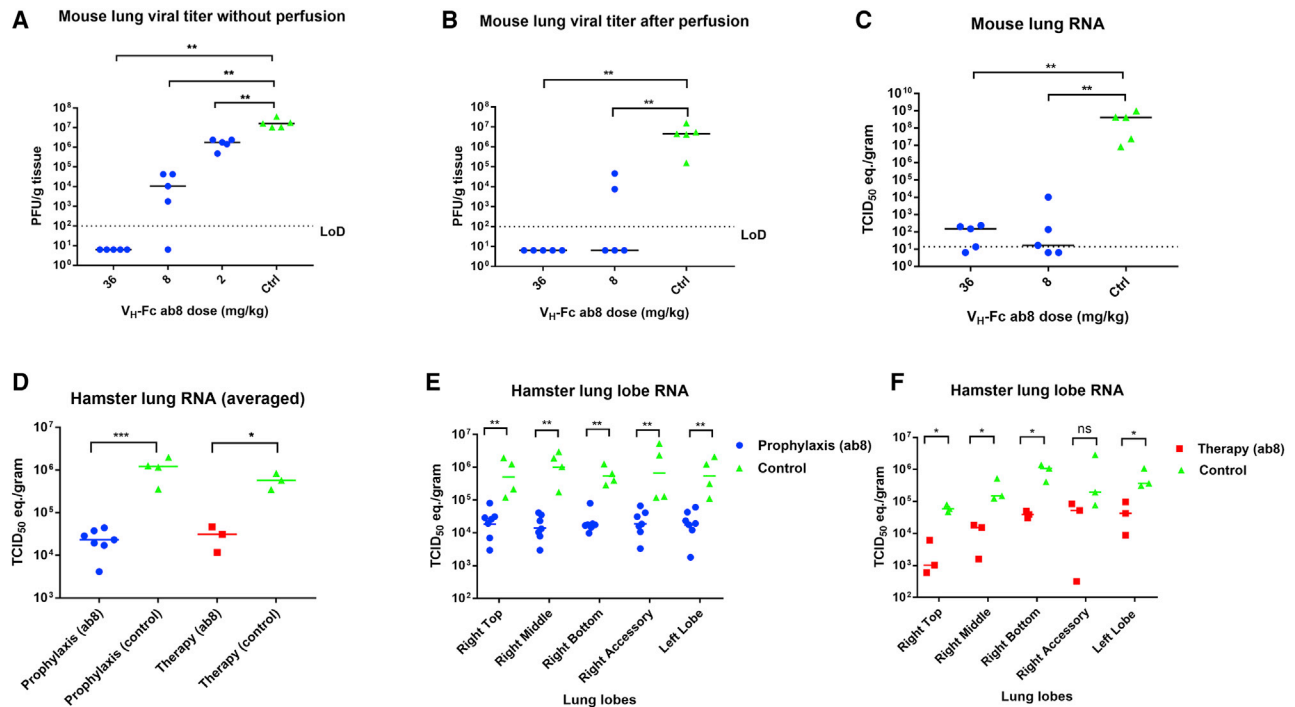 A
Mouse lung viral titer without perfusion
**
**
**
PFU/g tissue
10⁸
10⁷
10⁶
10⁵
10⁴
10³
10²
10¹
10⁰
LoD
36
8
2
Ctrl
V_H-Fc ab8 dose (mg/kg)
B
Mouse lung viral titer after perfusion
**
**
PFU/g tissue
10⁸
10⁷
10⁶
10⁵
10⁴
10³
10²
10¹
10⁰
LoD
36
8
Ctrl
V_H-Fc ab8 dose (mg/kg)
C
Mouse lung RNA
**
**
TCID₅₀ eq./gram
10¹⁰
10⁹
10⁸
10⁷
10⁶
10⁵
10⁴
10³
10²
10¹
10⁰
36
8
Ctrl
V_H-Fc ab8 dose (mg/kg)
D
Hamster lung RNA (averaged)
***
*
TCID₅₀ eq./gram
10⁷
10⁶
10⁵
10⁴
10³
Prophylaxis (ab8)
Prophylaxis (control)
Therapy (ab8)
Therapy (control)
E
Hamster lung lobe RNA
** ** ** ** **
TCID₅₀ eq./gram
10⁷
10⁶
10⁵
10⁴
10³
10²
Prophylaxis (ab8)
Control
Right Top
Right Middle
Right Bottom
Right Accessory
Left Lobe
Lung lobes
F
Hamster lung lobe RNA
* * * ns *
TCID₅₀ eq./gram
10⁷
10⁶
10⁵
10⁴
10³
10²
Therapy (ab8)
Control
Right Top
Right Middle
Right Bottom
Right Accessory
Left Lobe
Lung lobes